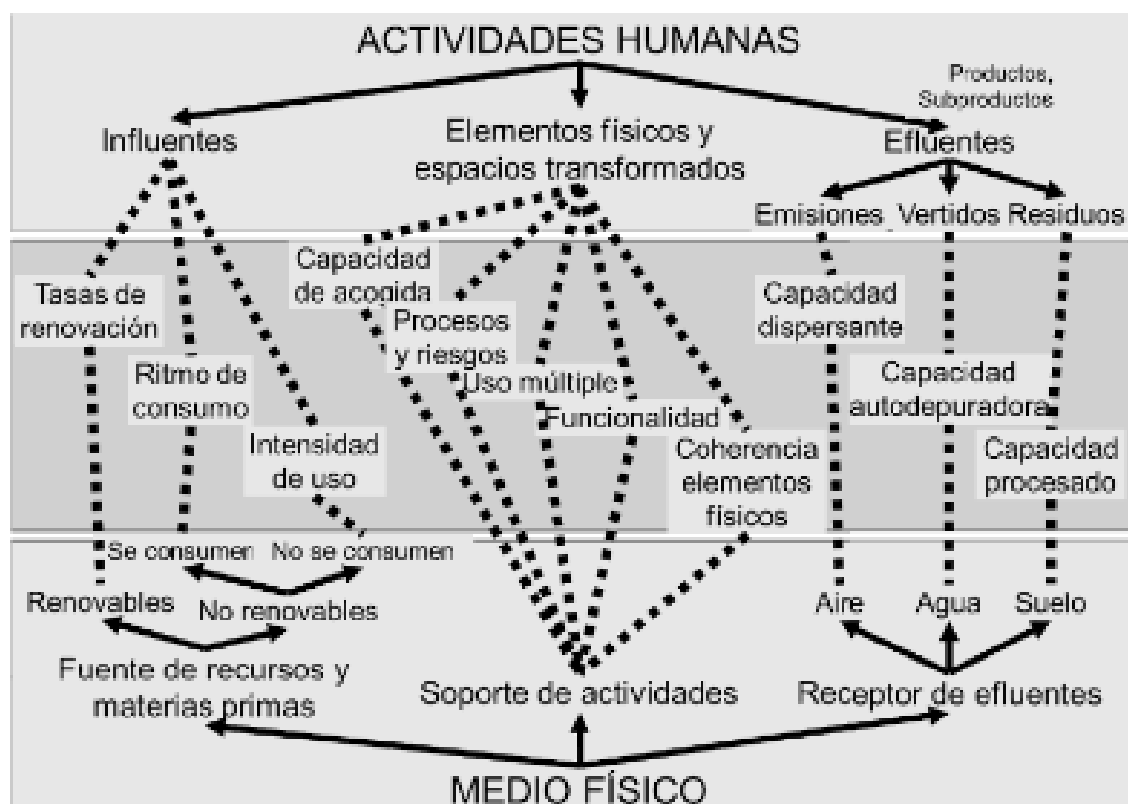 ACTIVIDADES HUMANAS
Productos,
Subproductos
Influentes
Elementos físicos y
espacios transformados
Efluentes
Emisiones
Vertidos
Residuos
Capacidad
de acogida
Tasas de
renovación
Procesos
y riesgos
Capacidad
dispersante
Ritmo de
consumo
Uso múltiple
Capacidad
autodepuradora
Funcionalidad
Intensidad
de uso
Coherencia
elementos
físicos
Capacidad
procesado
Se consumen
No se consumen
Renovables
No renovables
Aire
Agua
Suelo
Fuente de recursos y
materias primas
Soporte de actividades
Receptor de efluentes
MEDIO FÍSICO